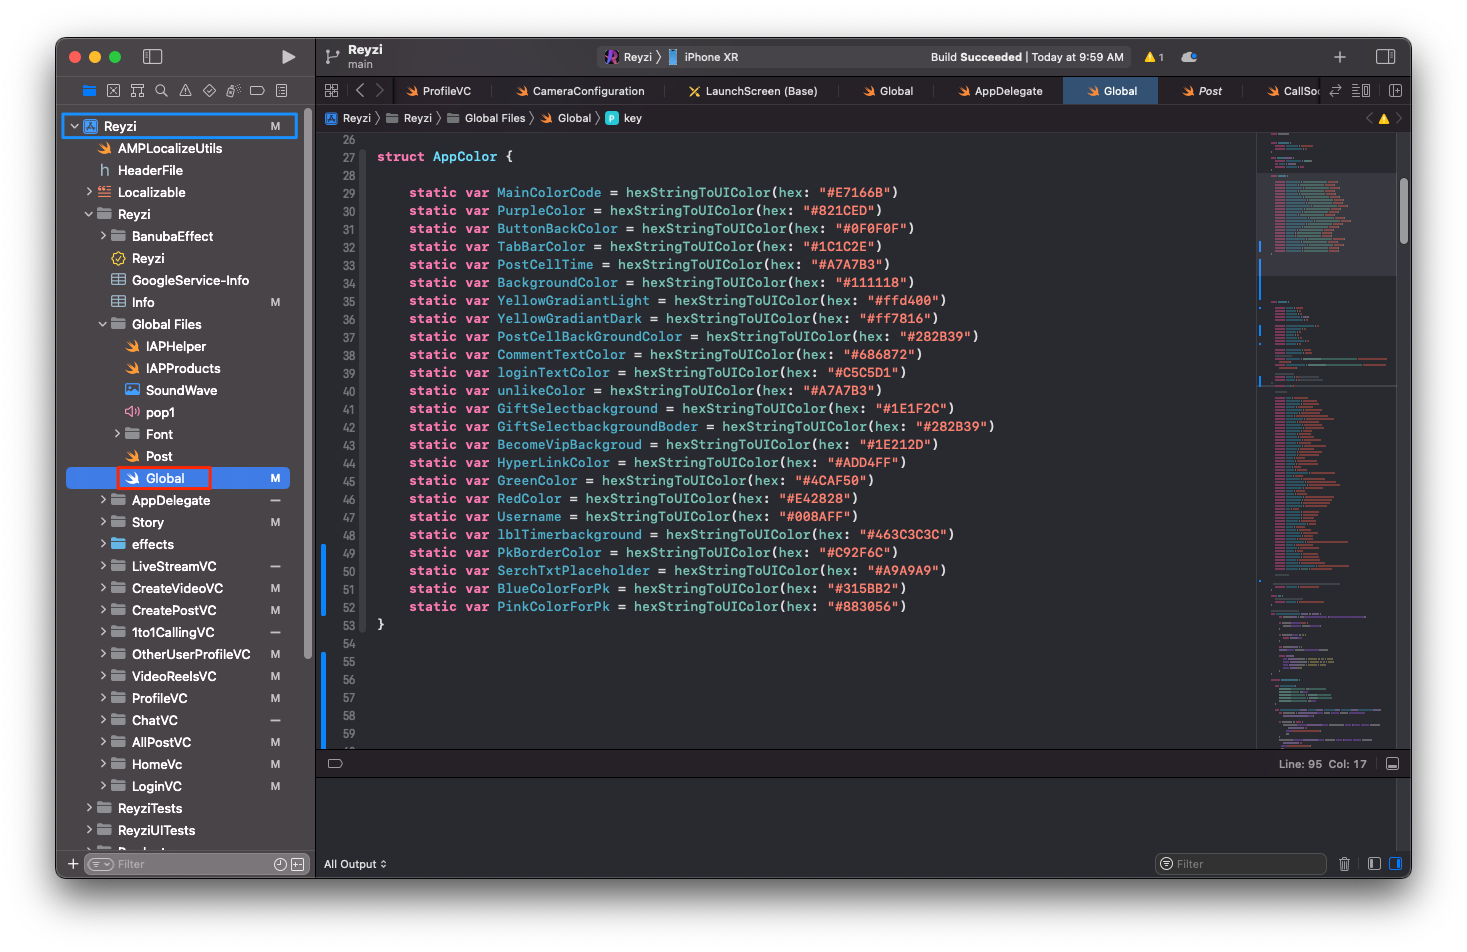 Reyzi
main
Reyzi
iPhone XR
Build Succeeded | Today at 9:59 AM
1
ProfileVC
CameraConfiguration
LaunchScreen (Base)
Global
AppDelegate
Global
Post
Reyzi
Reyzi
Global Files
Global
P
key
Reyzi M
AMPLocalizeUtils
h HeaderFile
Localizable
Reyzi
BanubaEffect
Reyzi
GoogleService-Info
Info M
Global Files
IAPHelper
IAPProducts
SoundWave
pop1
Font
Post
Global M
AppDelegate –
Story M
effects
LiveStreamVC –
CreateVideoVC M
CreatePostVC M
1to1CallingVC –
OtherUserProfileVC M
VideoReelsVC M
ProfileVC M
ChatVC –
AllPostVC M
HomeVc M
LoginVC M
ReyziTests
ReyziUITests
Filter
26
27 struct AppColor {
28
29 static var MainColorCode = hexStringToUIColor(hex: "#E7166B")
30 static var PurpleColor = hexStringToUIColor(hex: "#821CED")
31 static var ButtonBackColor = hexStringToUIColor(hex: "#0F0F0F")
32 static var TabBarColor = hexStringToUIColor(hex: "#1C1C2E")
33 static var PostCellTime = hexStringToUIColor(hex: "#A7A7B3")
34 static var BackgroundColor = hexStringToUIColor(hex: "#111118")
35 static var YellowGradiantLight = hexStringToUIColor(hex: "#ffd400")
36 static var YellowGradiantDark = hexStringToUIColor(hex: "#ff7816")
37 static var PostCellBackGroundColor = hexStringToUIColor(hex: "#282B39")
38 static var CommentTextColor = hexStringToUIColor(hex: "#686872")
39 static var loginTextColor = hexStringToUIColor(hex: "#C5C5D1")
40 static var unlikeColor = hexStringToUIColor(hex: "#A7A7B3")
41 static var GiftSelectbackground = hexStringToUIColor(hex: "#1E1F2C")
42 static var GiftSelectbackgroundBoder = hexStringToUIColor(hex: "#282B39")
43 static var BecomeVipBackgroud = hexStringToUIColor(hex: "#1E212D")
44 static var HyperLinkColor = hexStringToUIColor(hex: "#ADD4FF")
45 static var GreenColor = hexStringToUIColor(hex: "#4CAF50")
46 static var RedColor = hexStringToUIColor(hex: "#E42828")
47 static var Username = hexStringToUIColor(hex: "#008AFF")
48 static var lblTimerbackground = hexStringToUIColor(hex: "#463C3C3C")
49 static var PkBorderColor = hexStringToUIColor(hex: "#C92F6C")
50 static var SerchTxtPlaceholder = hexStringToUIColor(hex: "#A9A9A9")
51 static var BlueColorForPk = hexStringToUIColor(hex: "#315BB2")
52 static var PinkColorForPk = hexStringToUIColor(hex: "#883056")
53 }
54
55
56
57
58
59
Line: 95 Col: 17
All Output
Filter